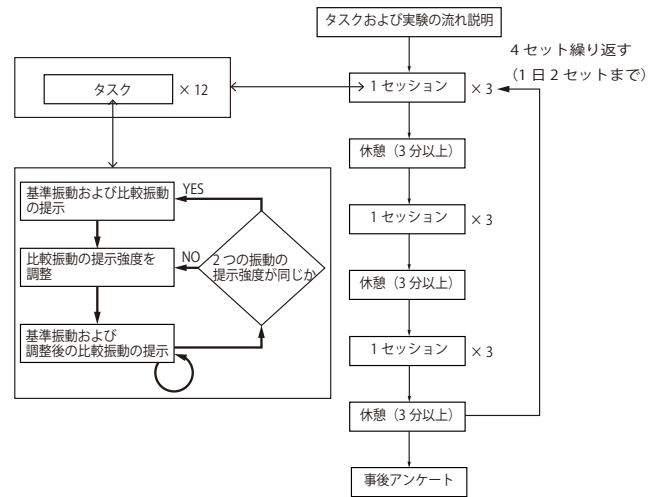 タスクおよび実験の流れ説明
4 セット繰り返す
（1 日 2 セットまで）
タスク
× 12
1 セッション
× 3
休憩（3 分以上）
基準振動および比較振動
の提示
YES
1 セッション
× 3
比較振動の提示強度を
調整
NO
2 つの振動の
提示強度が同じか
休憩（3 分以上）
基準振動および
調整後の比較振動の提示
1 セッション
× 3
休憩（3 分以上）
事後アンケート